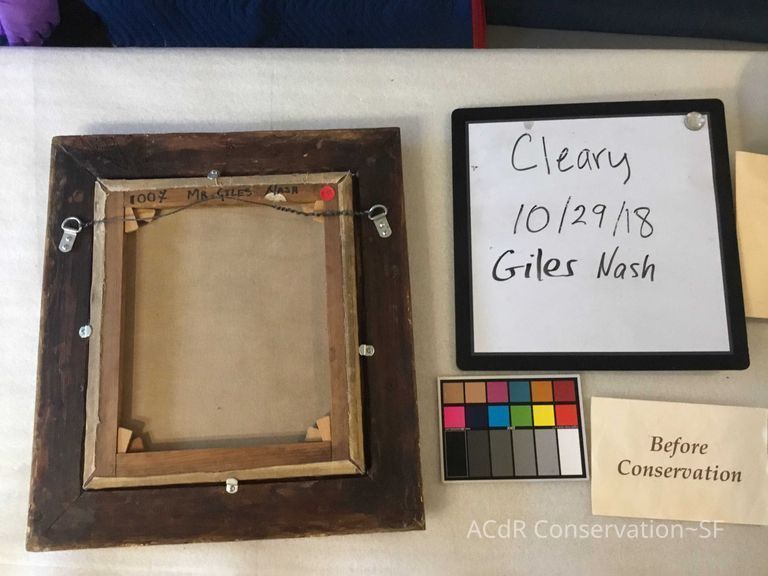 100% MR. GILES NASH
Cleary
10/29/18
Giles Nash
Before
Conservation
ACdR Conservation~SF